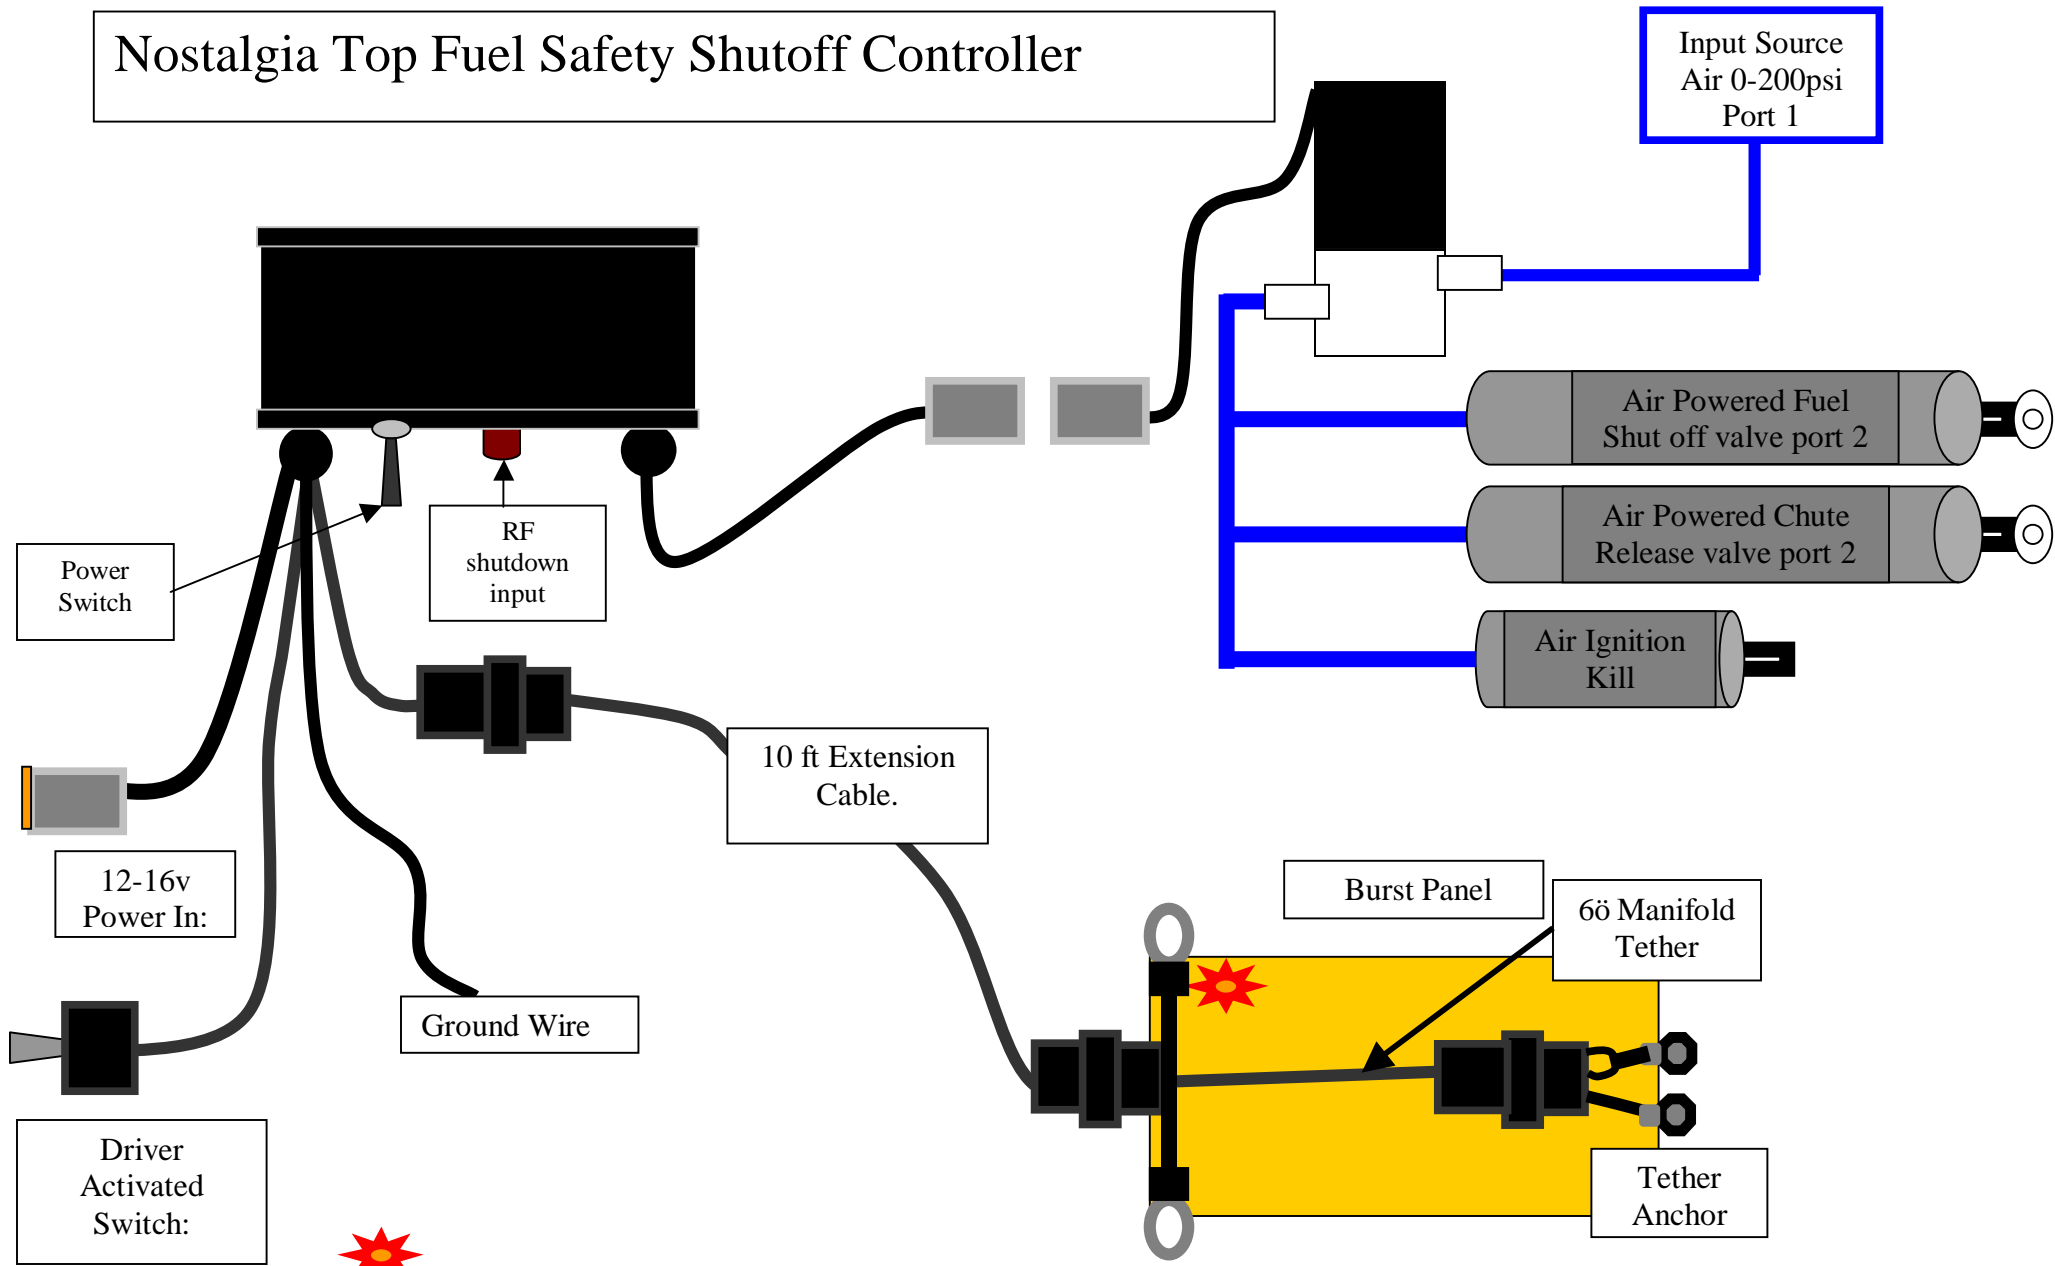 Nostalgia Top Fuel Safety Shutoff Controller
Input Source
Air 0-200psi
Port 1
Air Powered Fuel
Shut off valve port 2
Air Powered Chute
Release valve port 2
Air Ignition
Kill
Power
Switch
RF
shutdown
input
10 ft Extension
Cable.
12-16v
Power In:
Ground Wire
Driver
Activated
Switch:
Burst Panel
6ö Manifold
Tether
Tether
Anchor